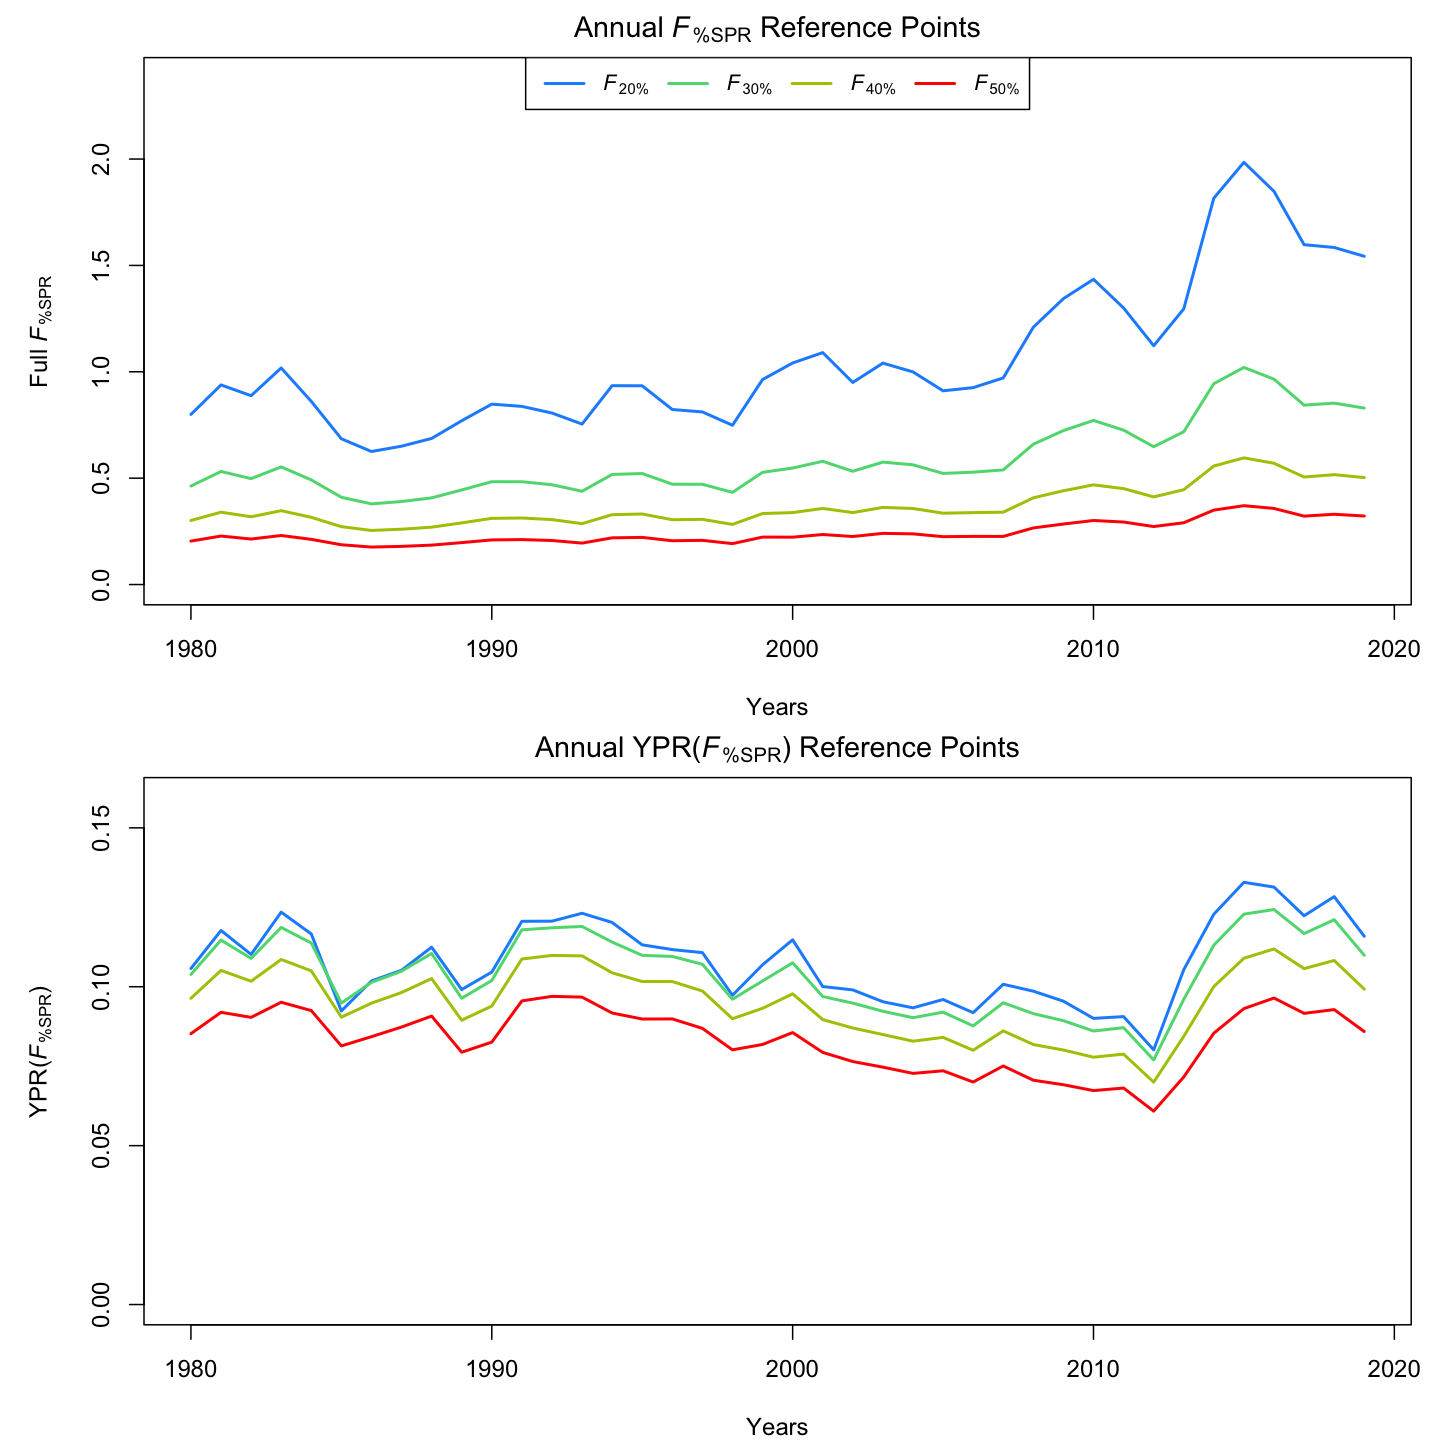 Annual F%SPR Reference Points
F20% F30% F40% F50%
Full F%SPR
2.0
1.5
1.0
0.5
0.0
1980 1990 2000 2010 2020
Years
Annual YPR(F%SPR) Reference Points
YPR(F%SPR)
0.15
0.10
0.05
0.00
1980 1990 2000 2010 2020
Years